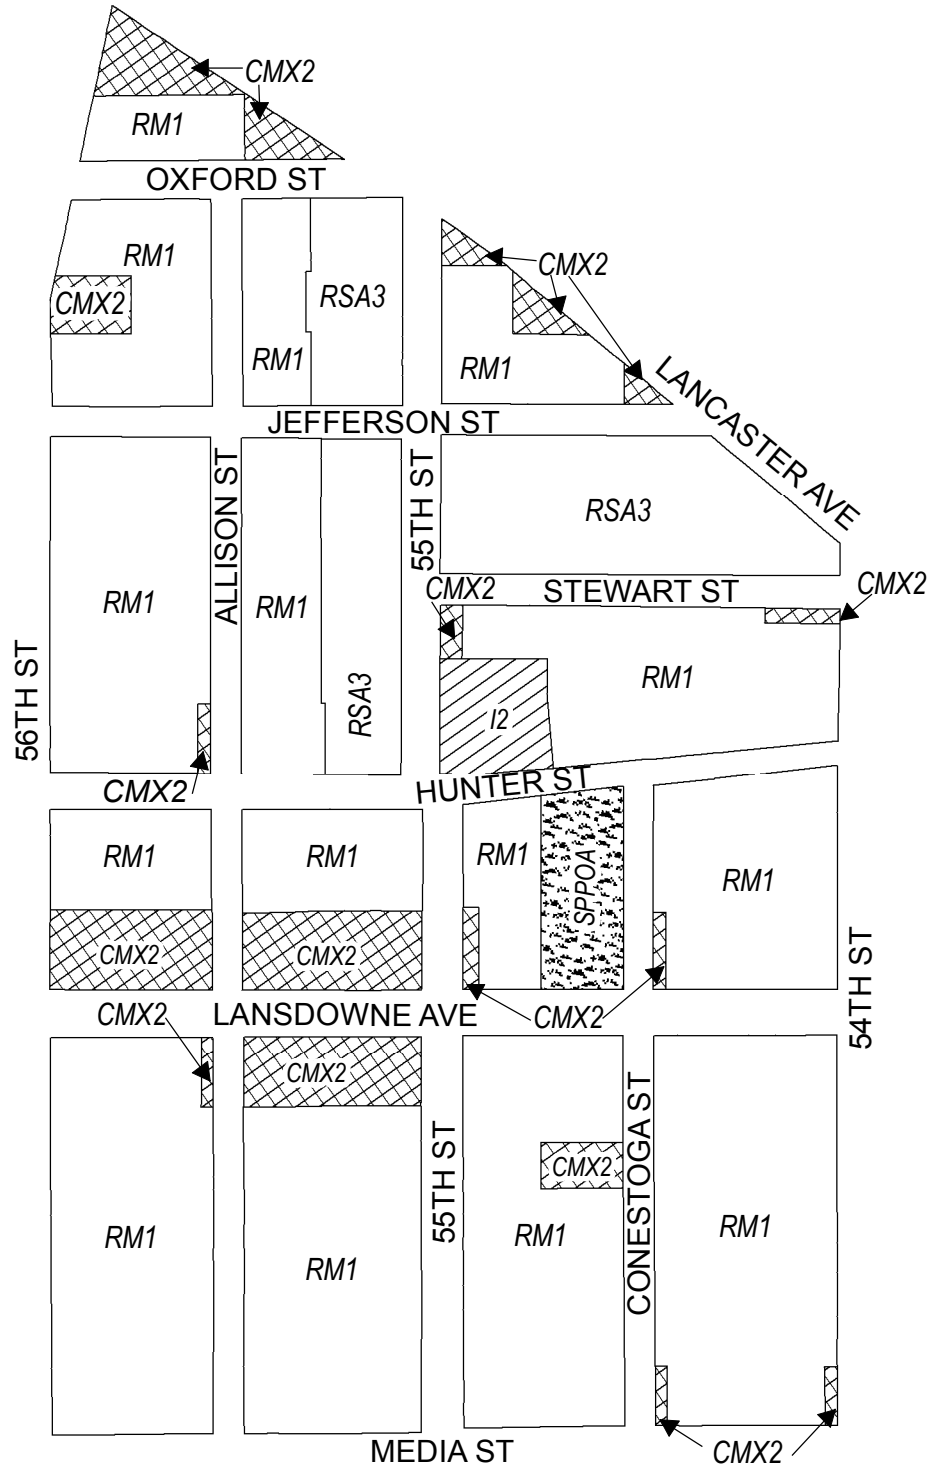 CMX2
RM1
OXFORD ST
RM1
CMX2
RSA3
RM1
CMX2
RM1
LANCASTER AVE
JEFFERSON ST
ALLISON ST
55TH ST
RSA3
CMX2
STEWART ST
CMX2
RM1
RM1
RM1
56TH ST
RSA3
I2
HUNTER ST
CMX2
RM1
RM1
RM1
SPPOA
RM1
CMX2
CMX2
54TH ST
CMX2
LANSDOWNE AVE
CMX2
CMX2
55TH ST
CMX2
CONESTOGA ST
RM1
RM1
RM1
RM1
MEDIA ST
CMX2